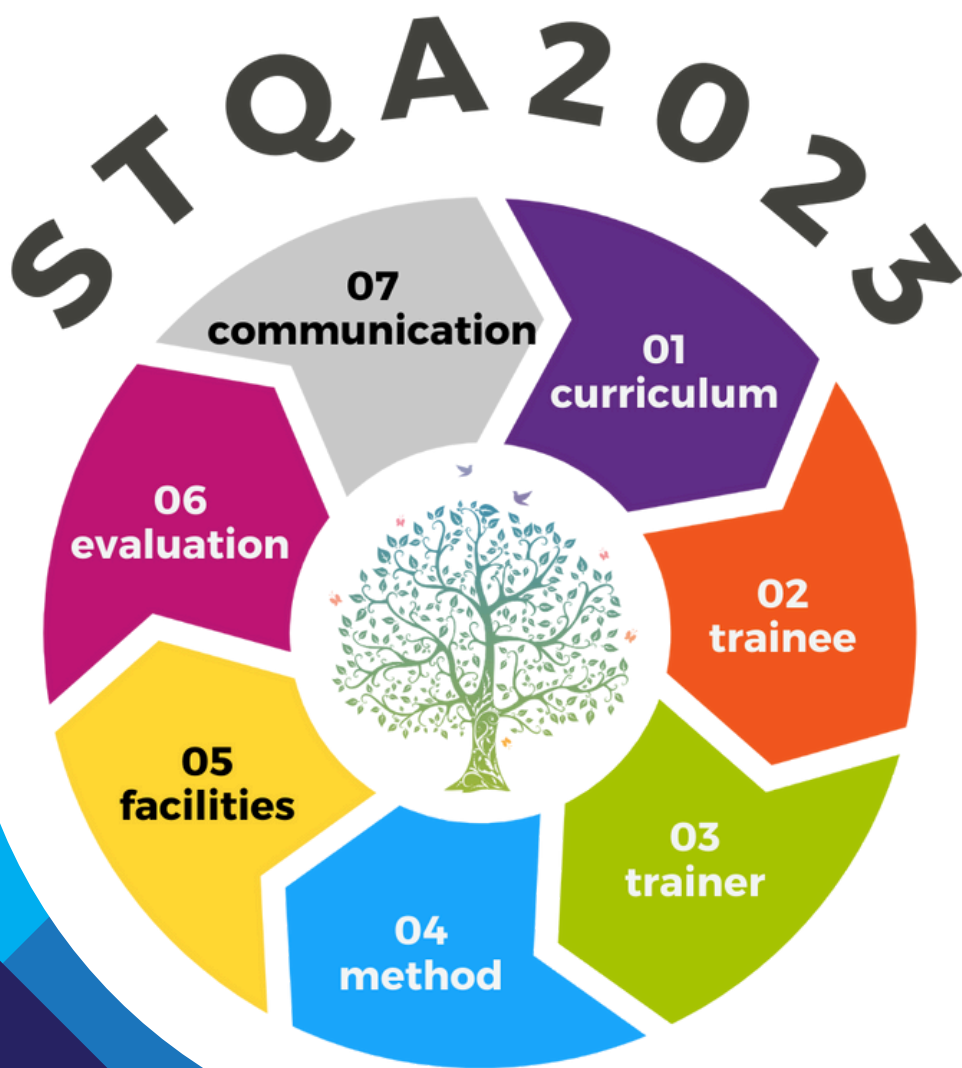 STQA2023
01
curriculum
02
trainee
03
trainer
04
method
05
facilities
06
evaluation
07
communication